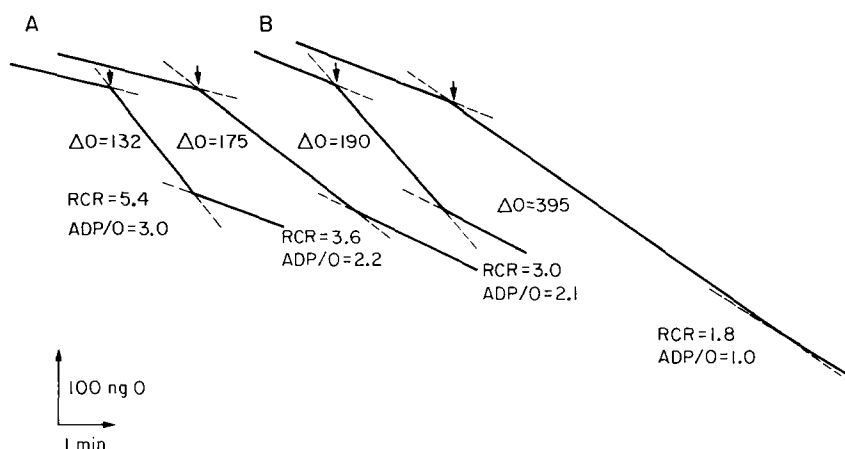 A
B
ΔO=132
ΔO=175
ΔO=190
ΔO=395
RCR=5.4
ADP/O=3.0
RCR=3.6
ADP/O=2.2
RCR=3.0
ADP/O=2.1
RCR=1.8
ADP/O=1.0
100 ng O
1 min